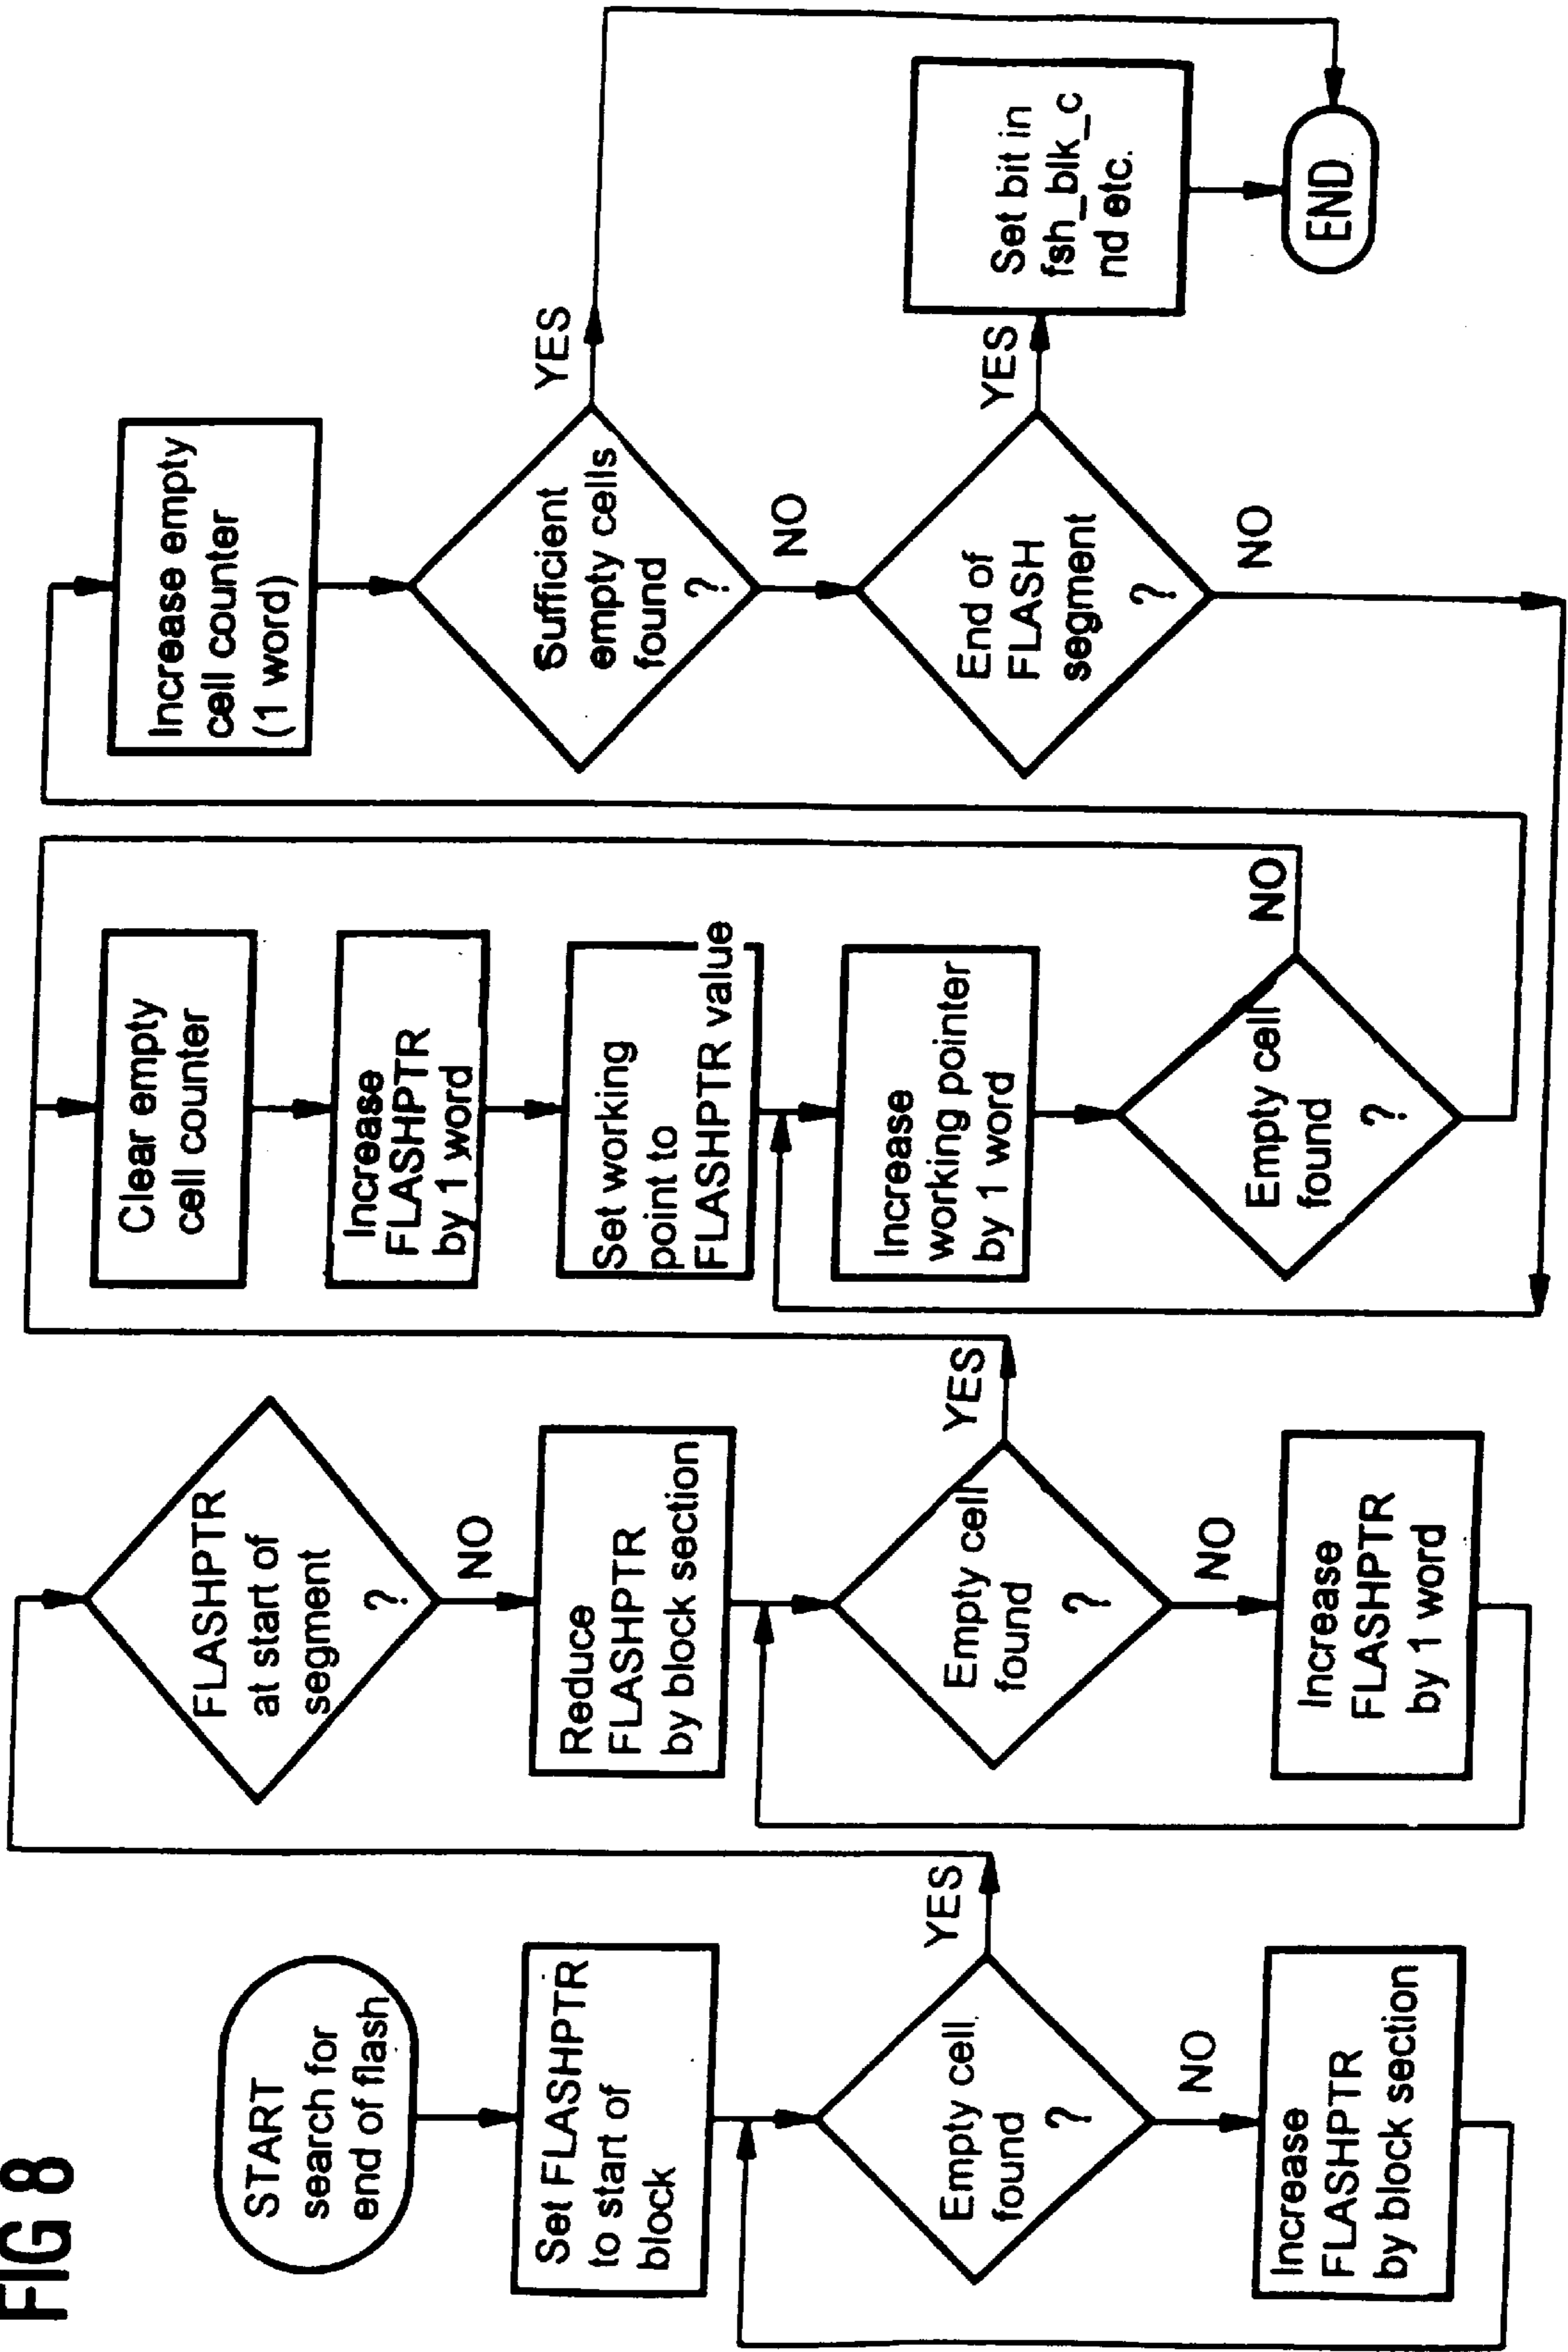 FIG 8
START
search for
end of flash
Set FLASHPTR
to start of
block
Empty cell
found
?
YES
NO
Increase
FLASHPTR
by block section
FLASHPTR
at start of
segment
?
NO
Reduce
FLASHPTR
by block section
Empty cell
found
?
YES
NO
Increase
FLASHPTR
by 1 word
Clear empty
cell counter
Increase
FLASHPTR
by 1 word
Set working
point to
FLASHPTR value
Increase
working pointer
by 1 word
Empty cell
found
?
NO
Increase empty
cell counter
(1 word)
Sufficient
empty cells
found
?
YES
NO
End of
FLASH
segment
?
YES
NO
Set bit in
fsh_blk_c
nd etc.
END